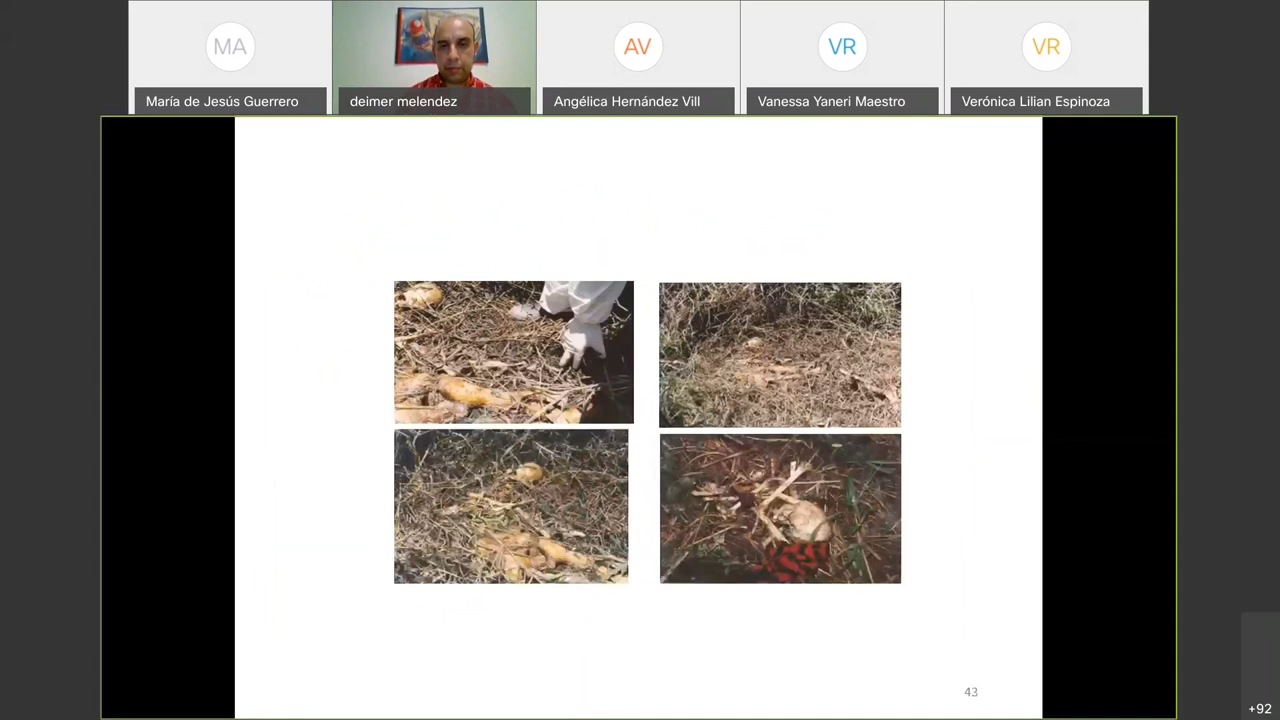 MA
AV
VR
VR
María de Jesús Guerrero
deimer melendez
Angélica Hernández Vill
Vanessa Yaneri Maestro
Verónica Lilian Espinoza
43
+92